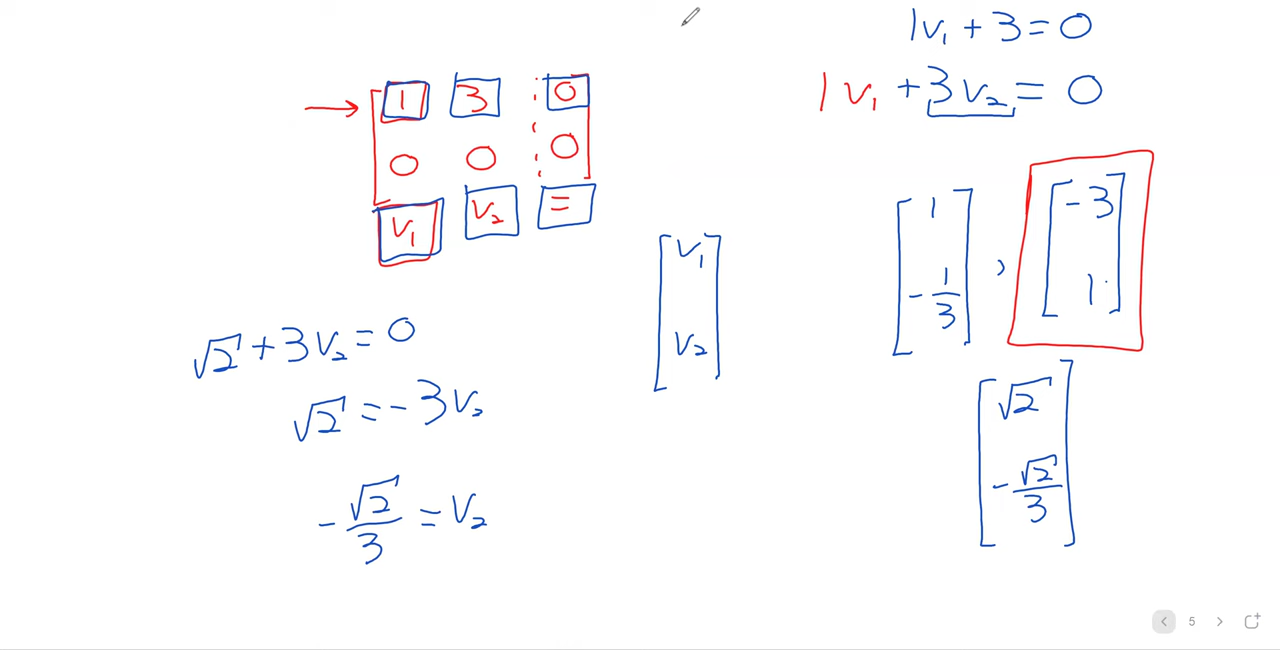 1v₁ + 3 = 0
1v₁ + 3v₂ = 0
[ 1 3 ⋮ 0 ]
[ 0 0 ⋮ 0 ]
v₁ v₂ =
[ v₁
v₂ ]
[ 1
-1/3 ] , [ -3
1 ]
√2 + 3v₂ = 0
√2 = -3v₂
-√2/3 = v₂
[ √2
-√2/3 ]
5